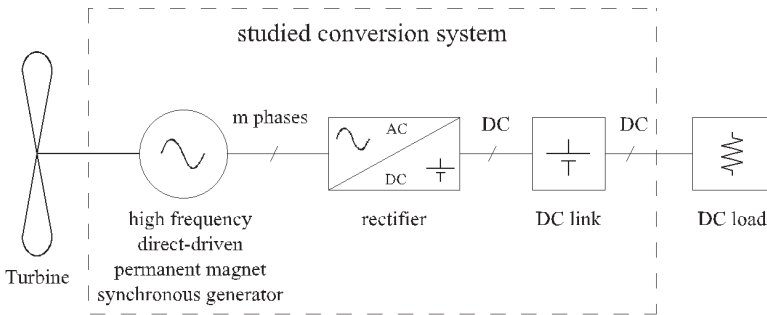 studied conversion system
m phases
AC
DC
DC
DC
high frequency
direct-driven
permanent magnet
synchronous generator
rectifier
DC link
DC load
Turbine